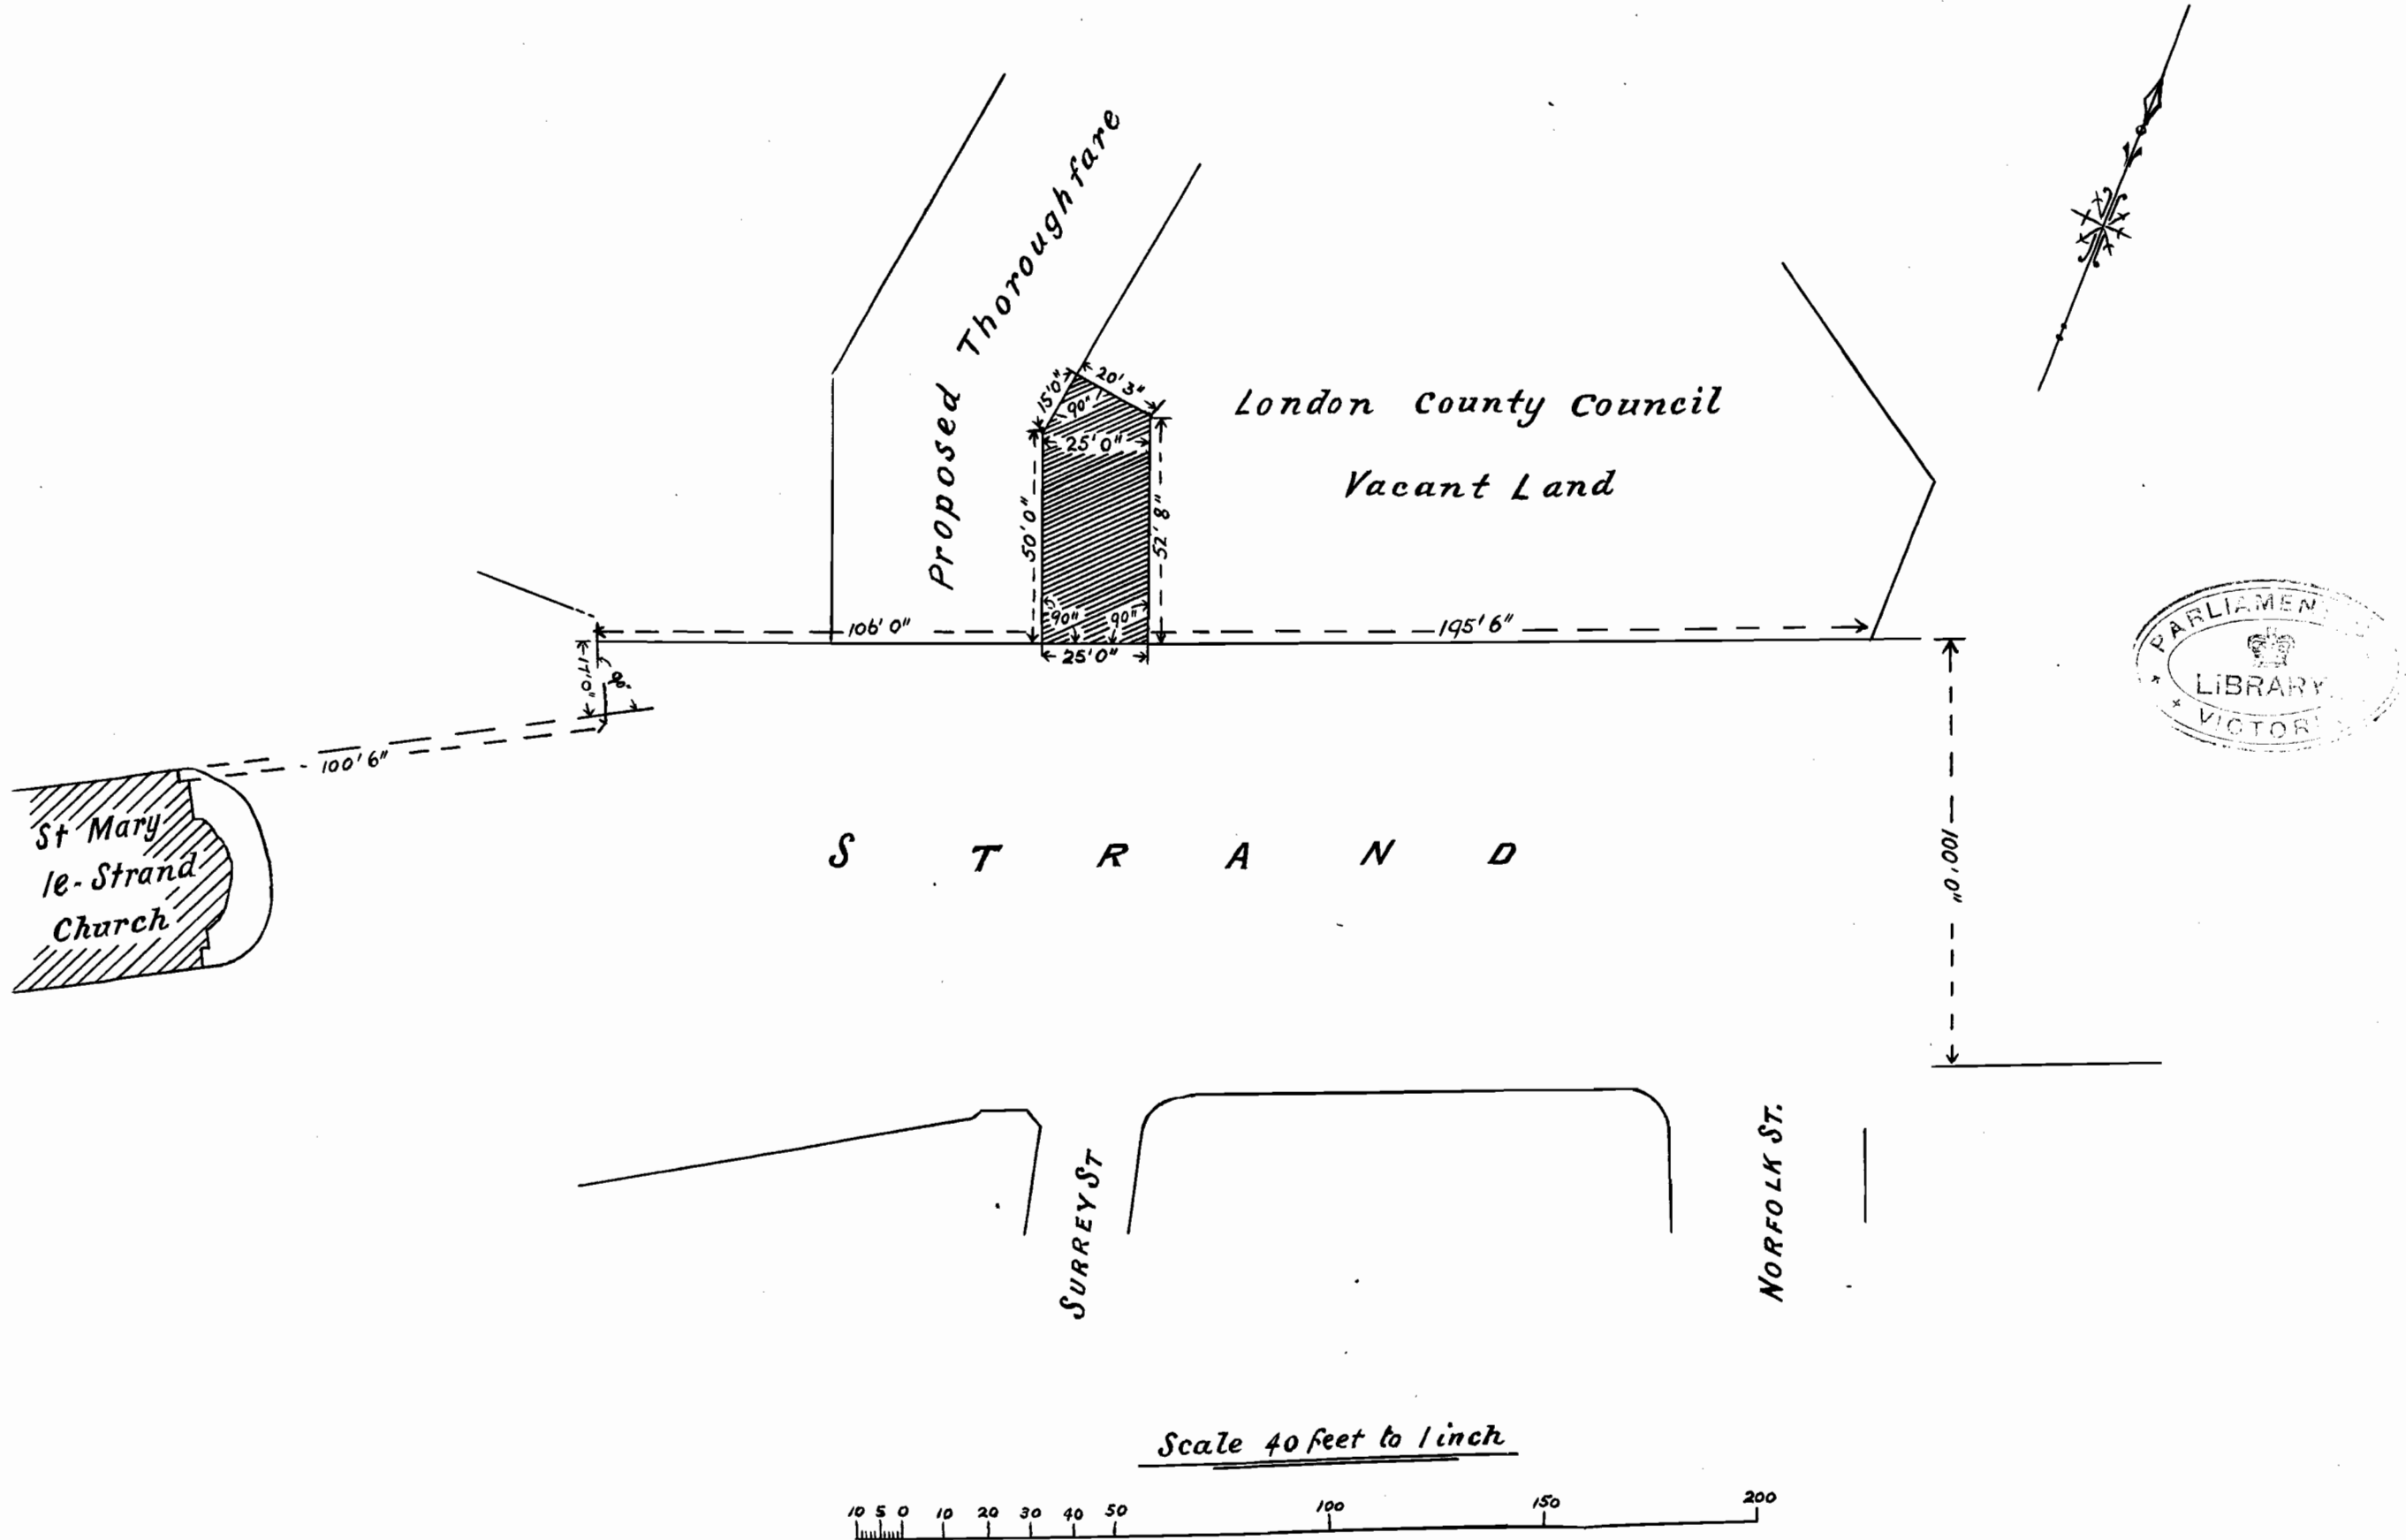 Proposed Thoroughfare
15'0"
20'3"
90"
25'0"
London County Council
Vacant Land
50'0"
52'8"
90"
90"
106'0"
195'6"
25'0"
17'0"
100'6"
PARLIAMEN
LIBRARY
VICTOR
St Mary
le-Strand
Church
STRAND
100'0"
SURREY ST
NORFOLK ST.
Scale 40 feet to 1 inch
10 5 0 10 20 30 40 50 100 150 200